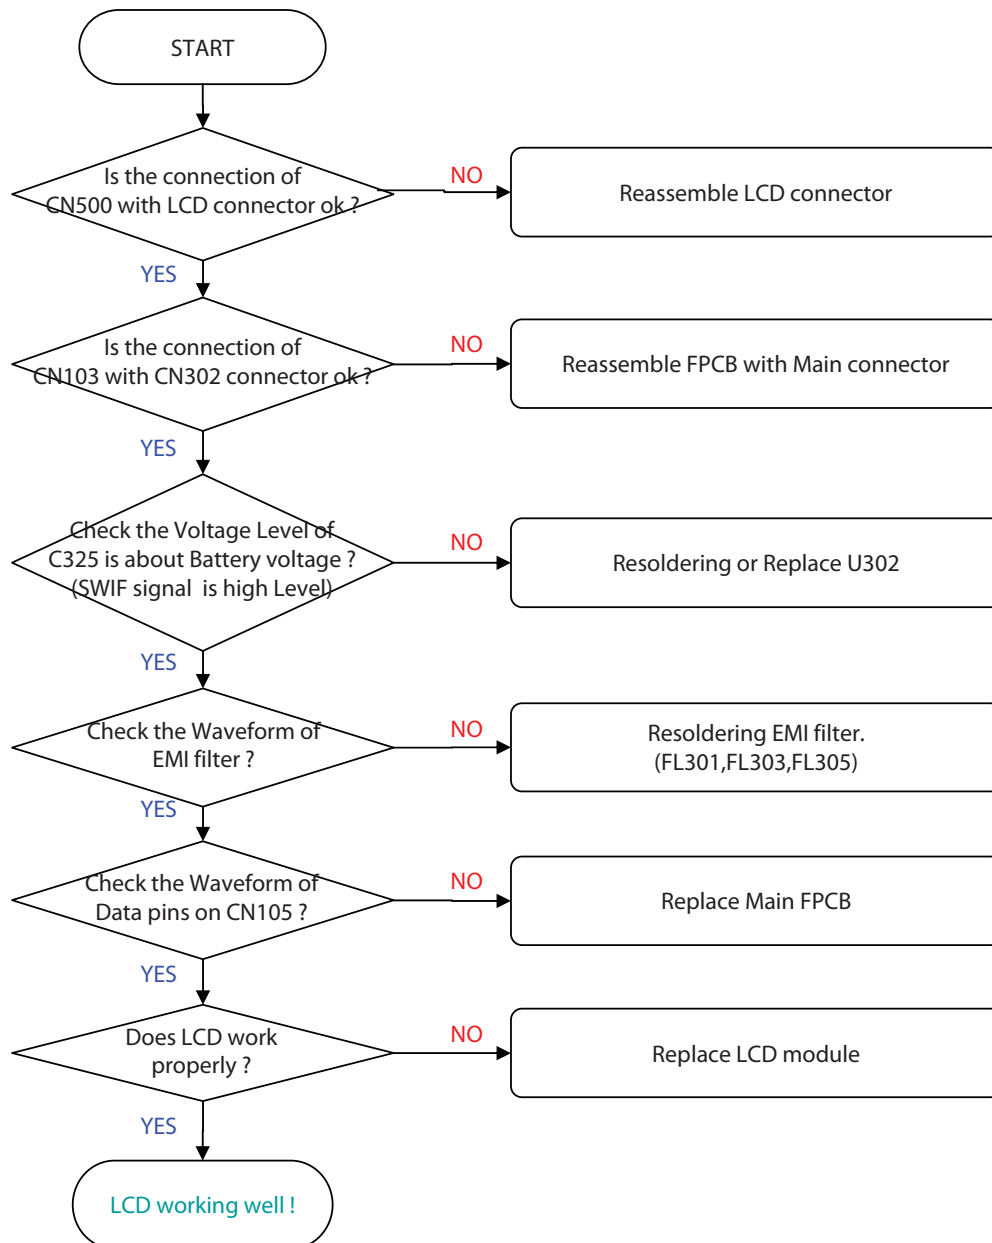 START
Is the connection of
CN500 with LCD connector ok ?
NO
Reassemble LCD connector
YES
Is the connection of
CN103 with CN302 connector ok ?
NO
Reassemble FPCB with Main connector
YES
Check the Voltage Level of
C325 is about Battery voltage ?
(SWIF signal  is high Level)
NO
Resoldering or Replace U302
YES
Check the Waveform of
EMI filter ?
NO
Resoldering EMI filter.
(FL301,FL303,FL305)
YES
Check the Waveform of
Data pins on CN105 ?
NO
Replace Main FPCB
YES
Does LCD work
properly ?
NO
Replace LCD module
YES
LCD working well !